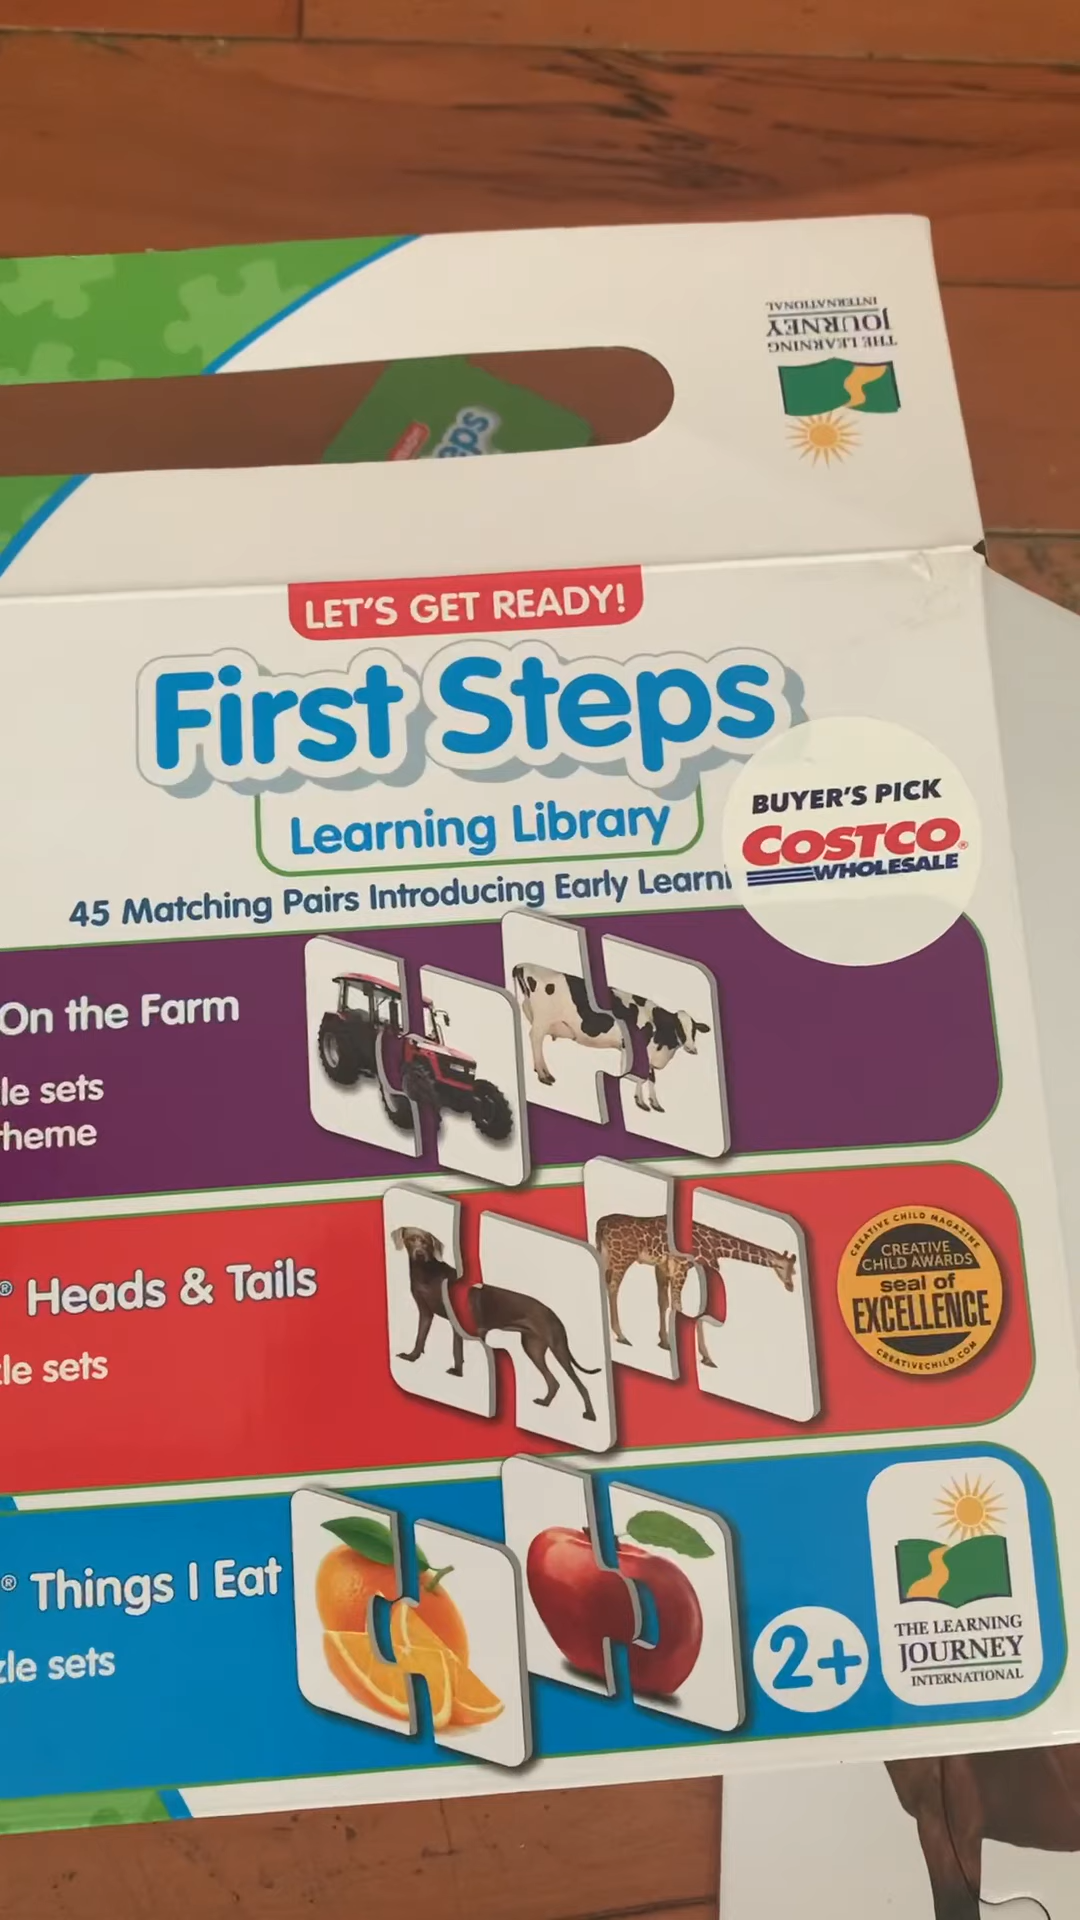 THE LEARNING
JOURNEY
INTERNATIONAL
eps
LET'S GET READY!
First Steps
Learning Library
45 Matching Pairs Introducing Early Learni
BUYER'S PICK
COSTCO®
WHOLESALE
On the Farm
le sets
heme
® Heads & Tails
le sets
CREATIVE CHILD MAGAZINE
CREATIVE
CHILD AWARDS
seal of
EXCELLENCE
CREATIVECHILD.COM
® Things I Eat
zle sets
2+
THE LEARNING
JOURNEY
INTERNATIONAL